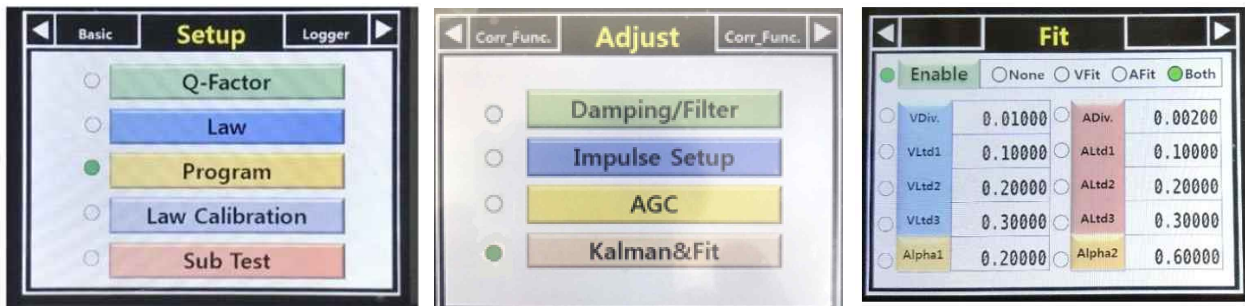 Basic Setup Logger
Q-Factor
Law
Program
Law Calibration
Sub Test
Corr_Func. Adjust Corr_Func.
Damping/Filter
Impulse Setup
AGC
Kalman&Fit
Fit
Enable None VFit AFit Both
VDiv. 0.01000 ADiv. 0.00200
VLtd1 0.10000 ALtd1 0.10000
VLtd2 0.20000 ALtd2 0.20000
VLtd3 0.30000 ALtd3 0.30000
Alpha1 0.20000 Alpha2 0.60000